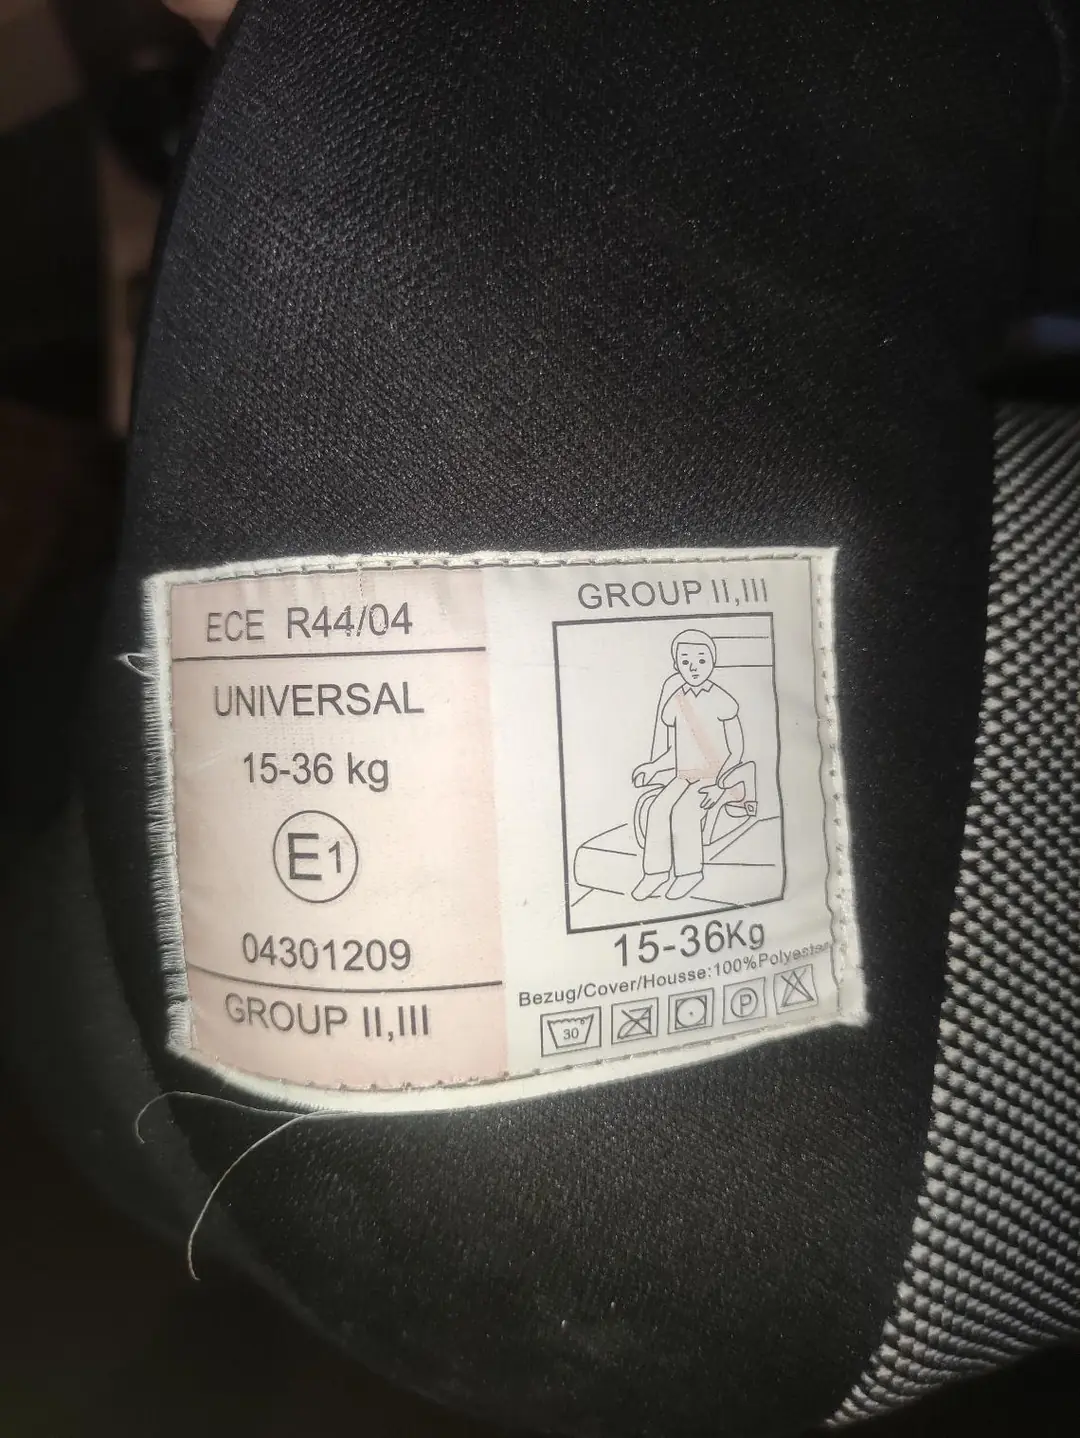 ECE R44/04
UNIVERSAL
15-36 kg
E1
04301209
GROUP II,III
GROUP II,III
15-36Kg
Bezug/Cover/Housse:100%Polyester
30
P